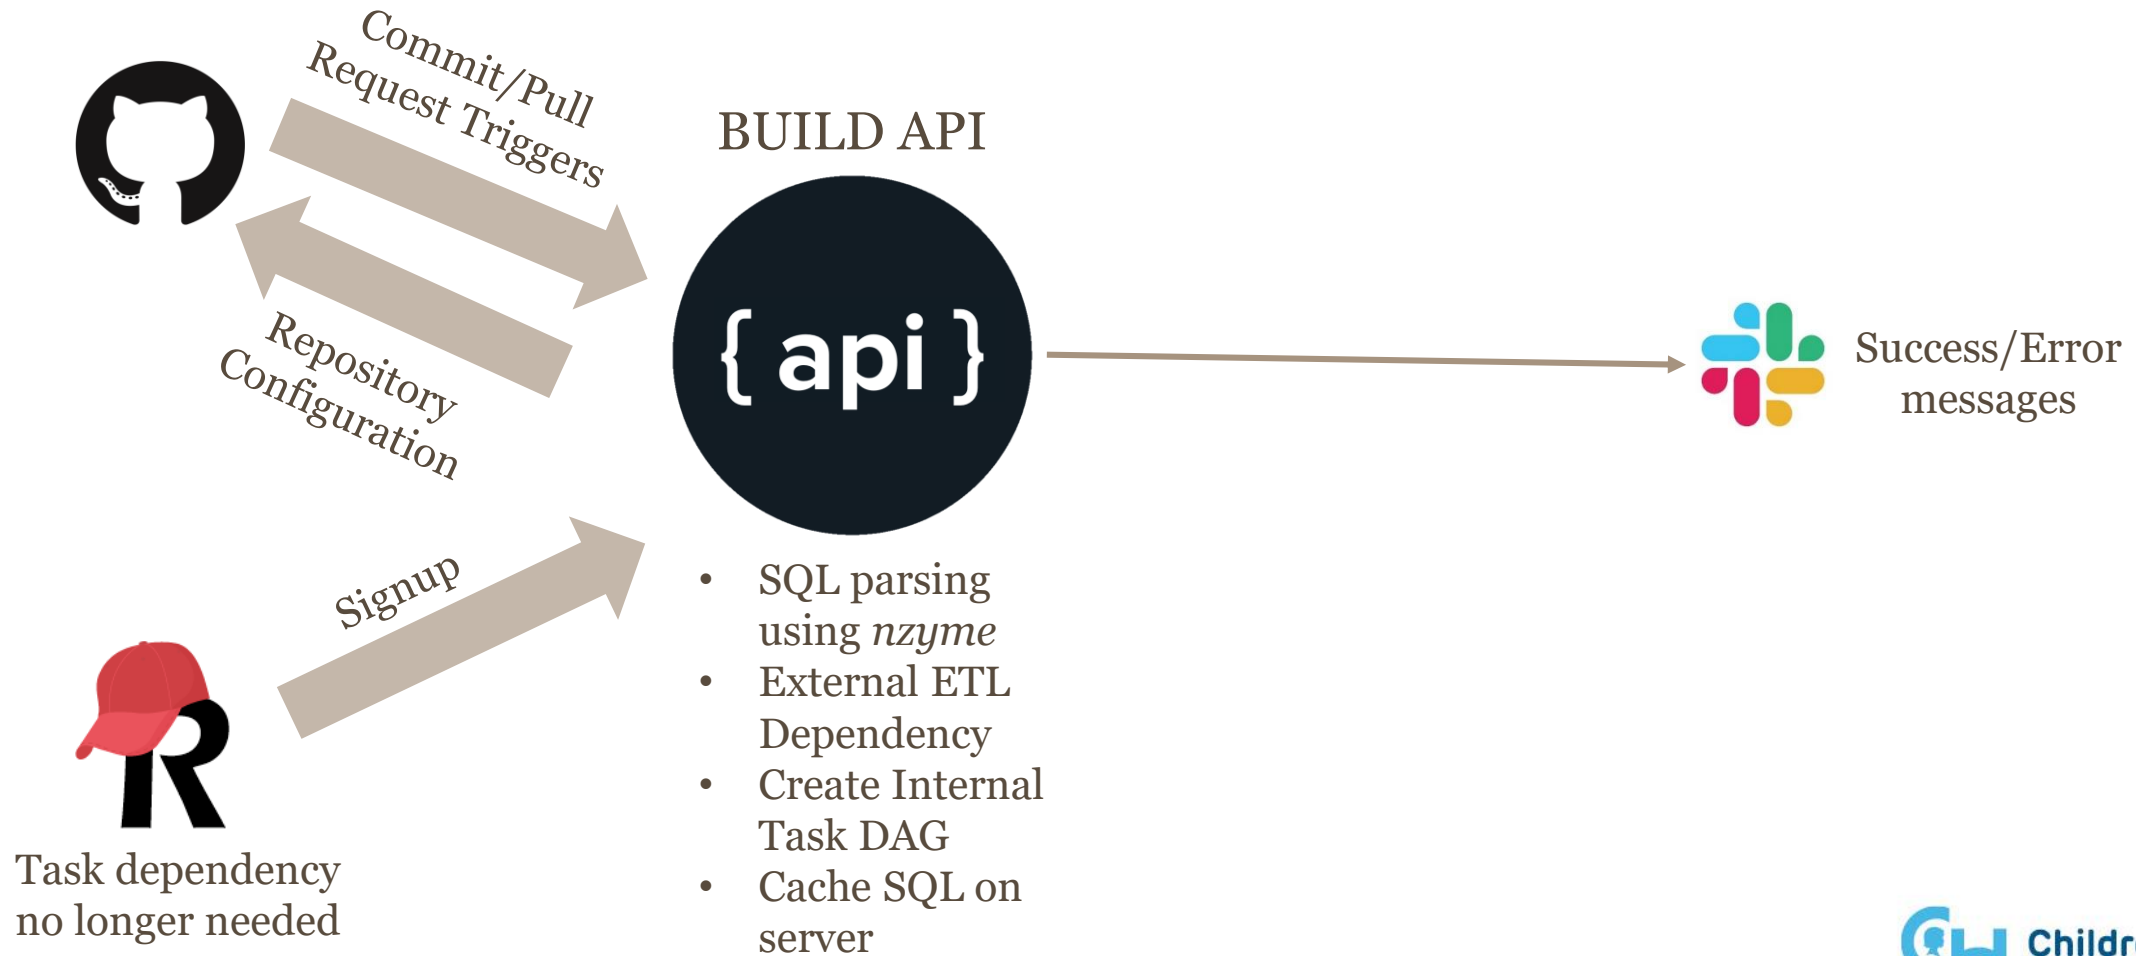 Commit/Pull
Request Triggers
BUILD API
{ api }
Repository
Configuration
Success/Error
messages
Signup
R
Task dependency
no longer needed
• SQL parsing
using nzyme
• External ETL
Dependency
• Create Internal
Task DAG
• Cache SQL on
server